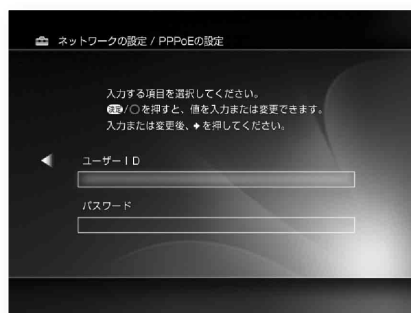 ネットワークの設定 / PPPoEの設定
入力する項目を選択してください。
決定/○を押すと、値を入力または変更できます。
入力または変更後、→を押してください。
ユーザーID
パスワード